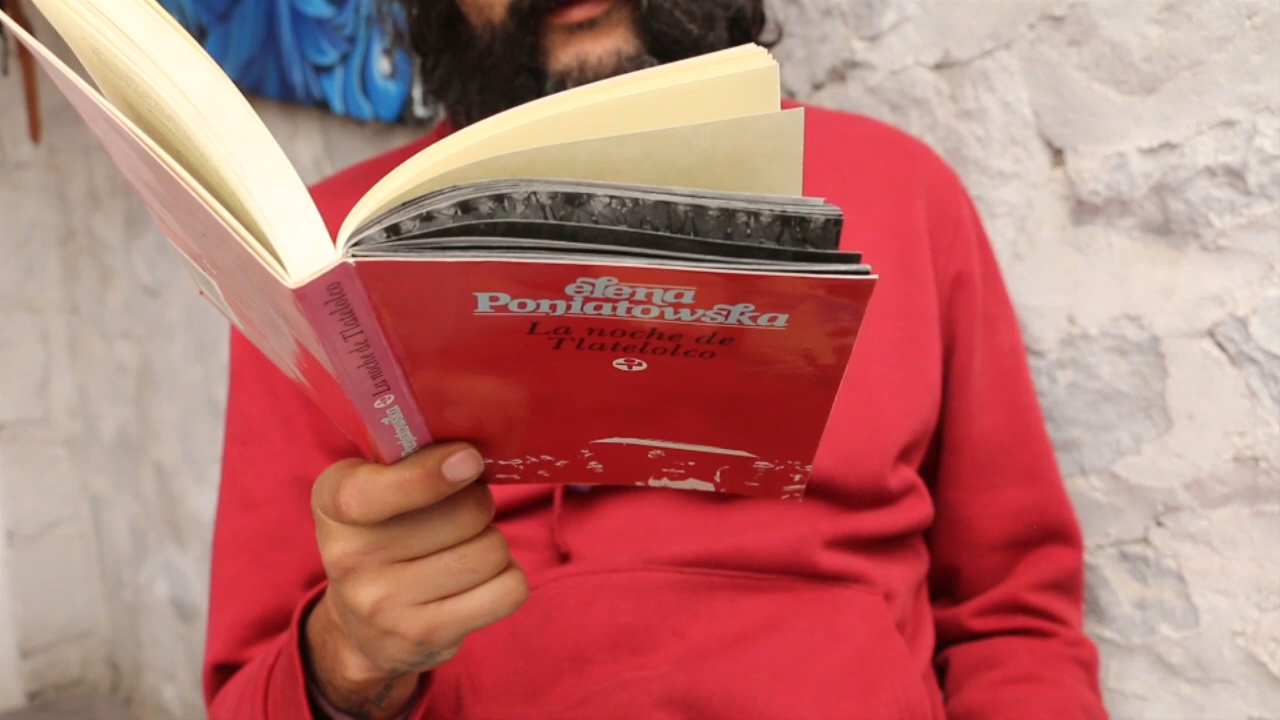 elena
Poniatowska
La noche de
Tlatelolco
La noche de Tlatelolco
Poniatowska